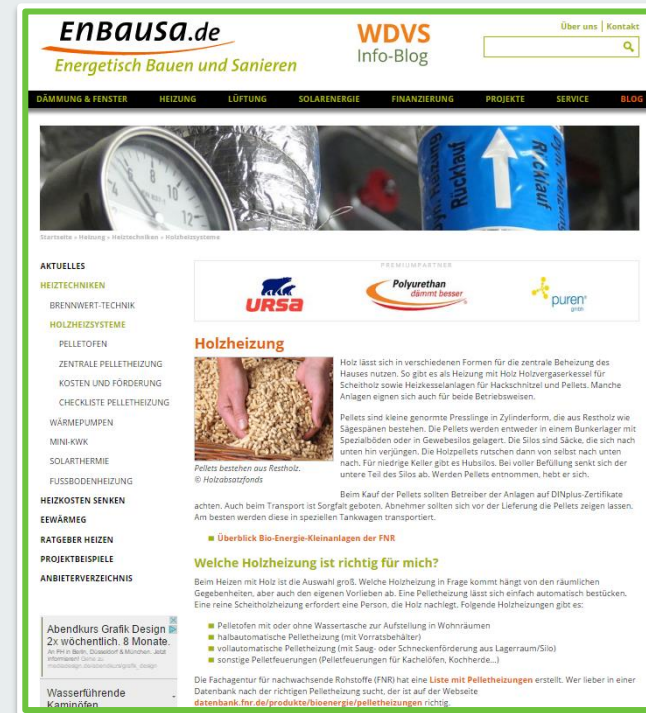 EnBauSa.de
Energetisch Bauen und Sanieren
WDVS
Info-Blog
Über uns | Kontakt
DÄMMUNG & FENSTER HEIZUNG LÜFTUNG SOLARENERGIE FINANZIERUNG PROJEKTE SERVICE BLOG
Dyn. Heizung
Rücklauf
Rücklauf
Startseite » Heizung » Heiztechniken » Holzheizsysteme
AKTUELLES
HEIZTECHNIKEN
BRENNWERT-TECHNIK
HOLZHEIZSYSTEME
PELLETOFEN
ZENTRALE PELLETHEIZUNG
KOSTEN UND FÖRDERUNG
CHECKLISTE PELLETHEIZUNG
WÄRMEPUMPEN
MINI-KWK
SOLARTHERMIE
FUSSBODENHEIZUNG
HEIZKOSTEN SENKEN
EEWÄRMEG
RATGEBER HEIZEN
PROJEKTBEISPIELE
ANBIETERVERZEICHNIS
Abendkurs Grafik Design
2x wöchentlich. 8 Monate.
An FH in Berlin, Düsseldorf & München. Jetzt
informieren!
Wasserführende
Kaminöfen
PREMIUMPARTNER
URSA
Polyurethan
dämmt besser
puren
gmbh
Holzheizung
Holz lässt sich in verschiedenen Formen für die zentrale Beheizung des
Hauses nutzen. So gibt es als Heizung mit Holz Holzvergaserkessel für
Scheitholz sowie Heizkesselanlagen für Hackschnitzel und Pellets. Manche
Anlagen eignen sich auch für beide Betriebsweisen.
Pellets sind kleine genormte Presslinge in Zylinderform, die aus Restholz wie
Sägespänen bestehen. Die Pellets werden entweder in einem Bunkerlager mit
Spezialböden oder in Gewebesilos gelagert. Die Silos sind Säcke, die sich nach
unten hin verjüngen. Die Holzpellets rutschen dann von selbst nach unten
nach. Für niedrige Keller gibt es Hubsilos. Bei voller Befüllung senkt sich der
untere Teil des Silos ab. Werden Pellets entnommen, hebt er sich.
Pellets bestehen aus Restholz.
© Holzabsatzfonds
Beim Kauf der Pellets sollten Betreiber der Anlagen auf DINplus-Zertifikate
achten. Auch beim Transport ist Sorgfalt geboten. Abnehmer sollten sich vor der Lieferung die Pellets zeigen lassen.
Am besten werden diese in speziellen Tankwagen transportiert.
Überblick Bio-Energie-Kleinanlagen der FNR
Welche Holzheizung ist richtig für mich?
Beim Heizen mit Holz ist die Auswahl groß. Welche Holzheizung in Frage kommt hängt von den räumlichen
Gegebenheiten, aber auch den eigenen Vorlieben ab. Eine Pelletheizung lässt sich einfach automatisch bestücken.
Eine reine Scheitholzheizung erfordert eine Person, die Holz nachlegt. Folgende Holzheizungen gibt es:
Pelletofen mit oder ohne Wassertasche zur Aufstellung in Wohnräumen
halbautomatische Pelletheizung (mit Vorratsbehälter)
vollautomatische Pelletheizung (mit Saug- oder Schneckenförderung aus Lagerraum/Silo)
sonstige Pelletfeuerungen (Pelletfeuerungen für Kachelöfen, Kochherde...)
Die Fachagentur für nachwachsende Rohstoffe (FNR) hat eine Liste mit Pelletheizungen erstellt. Wer lieber in einer
Datenbank nach der richtigen Pelletheizung sucht, der ist auf der Webseite
datenbank.fnr.de/produkte/bioenergie/pelletheizungen richtig.